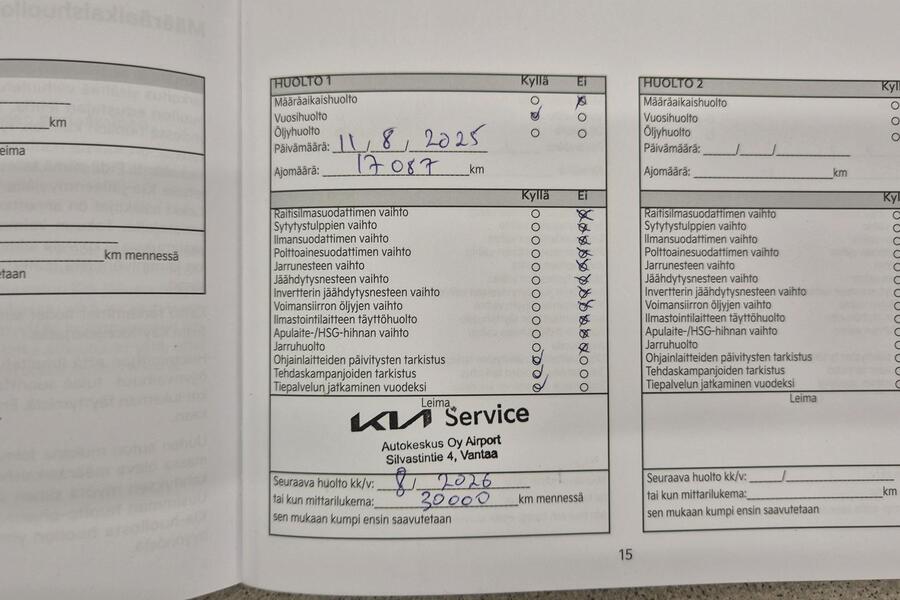 km
eima
km mennessä
etaan
HUOLTO 1 Kyllä Ei
Määräaikaishuolto
Vuosihuolto
Öljyhuolto
Päivämäärä: 11 / 8 / 2025
Ajomäärä: 17 087 km
Kyllä Ei
Raitisilmasuodattimen vaihto
Sytytystulppien vaihto
Ilmansuodattimen vaihto
Polttoainesuodattimen vaihto
Jarrunesteen vaihto
Jäähdytysnesteen vaihto
Invertterin jäähdytysnesteen vaihto
Voimansiirron öljyjen vaihto
Ilmastointilaitteen täyttöhuolto
Apulaite-/HSG-hihnan vaihto
Jarruhuolto
Ohjainlaitteiden päivitysten tarkistus
Tehdaskampanjoiden tarkistus
Tiepalvelun jatkaminen vuodeksi
Leima
KIA Service
Autokeskus Oy Airport
Silvastintie 4, Vantaa
Seuraava huolto kk/v: 8 / 2026
tai kun mittarilukema: 30000 km mennessä
sen mukaan kumpi ensin saavutetaan
HUOLTO 2 Kyl
Määräaikaishuolto
Vuosihuolto
Öljyhuolto
Päivämäärä: / /
Ajomäärä: km
Kyl
Raitisilmasuodattimen vaihto
Sytytystulppien vaihto
Ilmansuodattimen vaihto
Polttoainesuodattimen vaihto
Jarrunesteen vaihto
Jäähdytysnesteen vaihto
Invertterin jäähdytysnesteen vaihto
Voimansiirron öljyjen vaihto
Ilmastointilaitteen täyttöhuolto
Apulaite-/HSG-hihnan vaihto
Jarruhuolto
Ohjainlaitteiden päivitysten tarkistus
Tehdaskampanjoiden tarkistus
Tiepalvelun jatkaminen vuodeksi
Leima
Seuraava huolto kk/v: /
tai kun mittarilukema: km
sen mukaan kumpi ensin saavutetaan
15